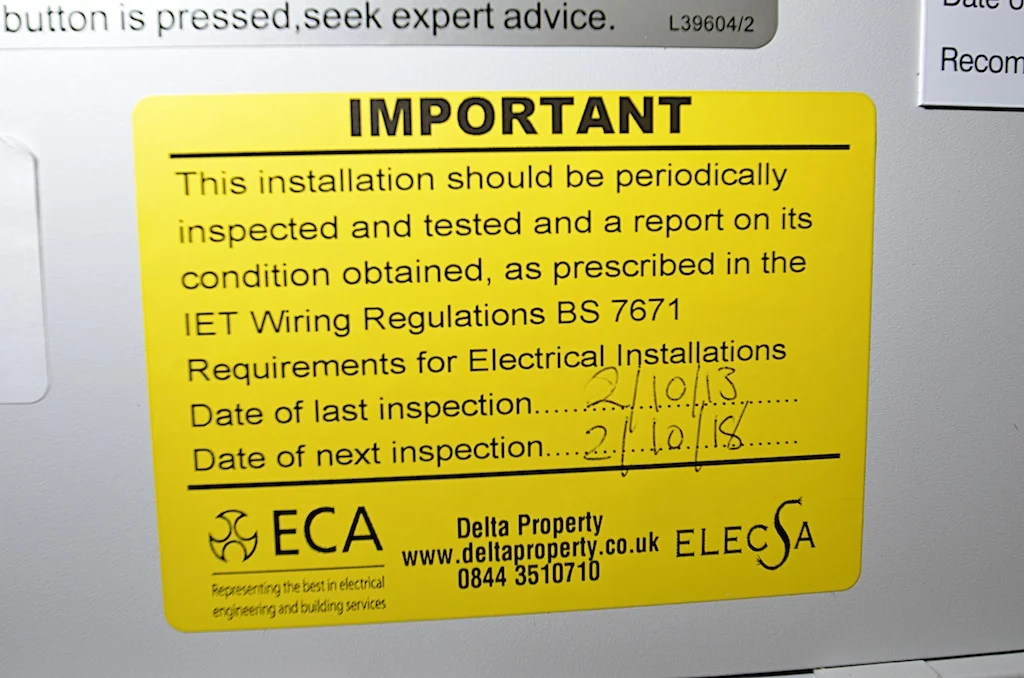 button is pressed,seek expert advice.
L39604/2
Recom
IMPORTANT
This installation should be periodically
inspected and tested and a report on its
condition obtained, as prescribed in the
IET Wiring Regulations BS 7671
Requirements for Electrical Installations
Date of last inspection..... 2/10/13 ......
Date of next inspection..... 2/10/18 ......
ECA
Representing the best in electrical
engineering and building services
Delta Property
www.deltaproperty.co.uk
0844 3510710
ELECSA